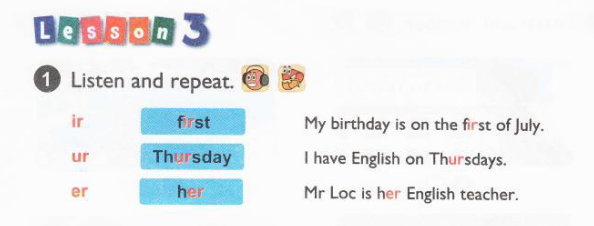 Lesson 3
1 Listen and repeat.
ir first My birthday is on the first of July.
ur Thursday I have English on Thursdays.
er her Mr Loc is her English teacher.